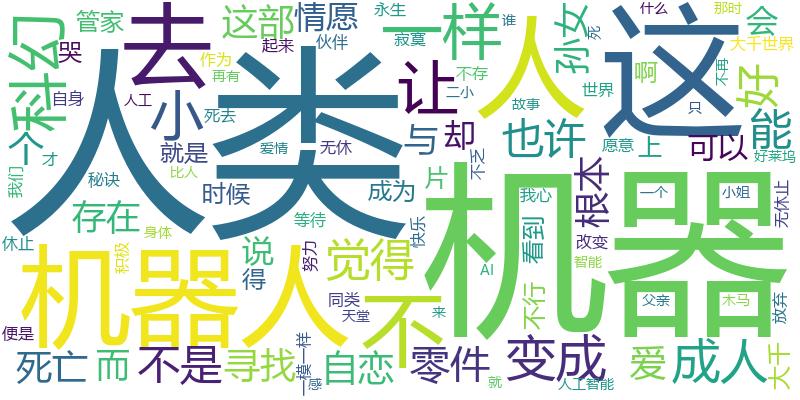 人类
机器
这
人
机器人
不
去
科幻
管家
哭
这部
起来
情愿
永生
伙伴
寂寞
一样
谁
孙女
死
什么
那时
会
大千世界
不再
好
啊
世界
让
不存
作为
再有
二小
自身
人工
小
死去
故事
只
能
个
我们
才
就是
爱情
无休
与
却
也许
愿意
上
可以
好莱坞
秘诀
时候
成为
片
不乏
我心
根本
一个
小姐
无休止
比人
存在
等待
快乐
看到
改变
休止
身体
积极
说
得
努力
觉得
AI
智能
不行
同类
天堂
来
父亲
木马
放弃
便是
死亡
而
不是
寻找
一模一样
感
自恋
零件
就
变成
人工智能
爱
成人
大千